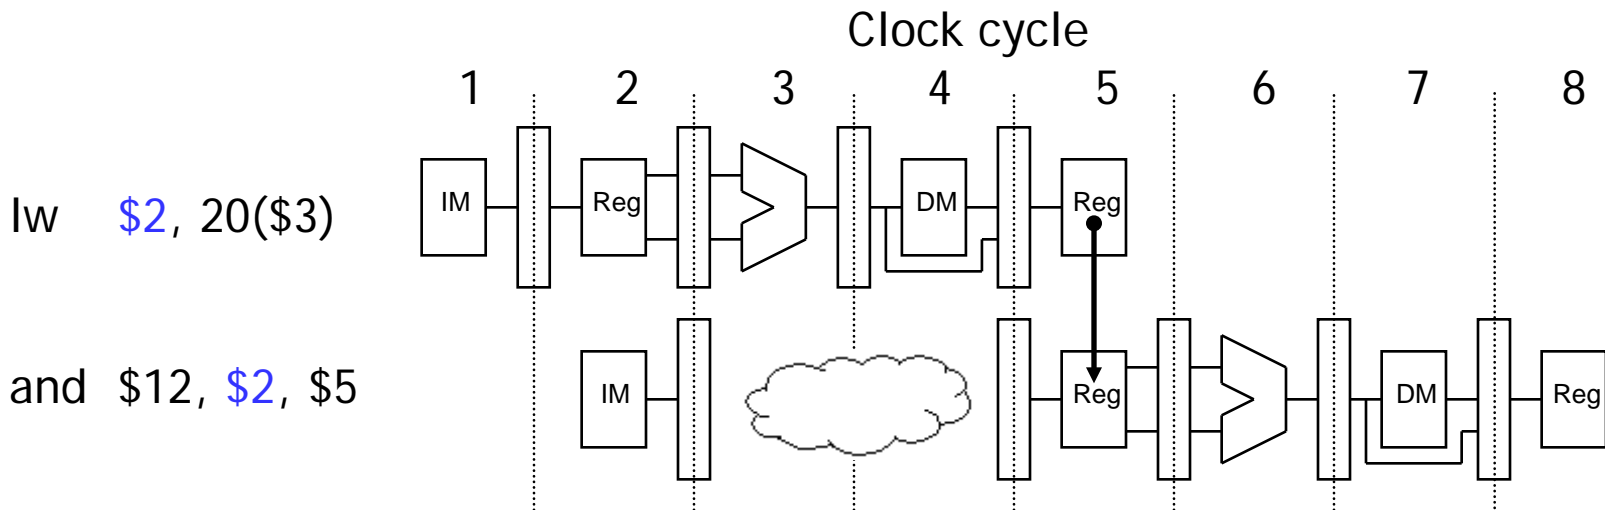 Clock cycle
1 2 3 4 5 6 7 8
lw $2, 20($3)
IM Reg DM Reg
and $12, $2, $5
IM Reg DM Reg